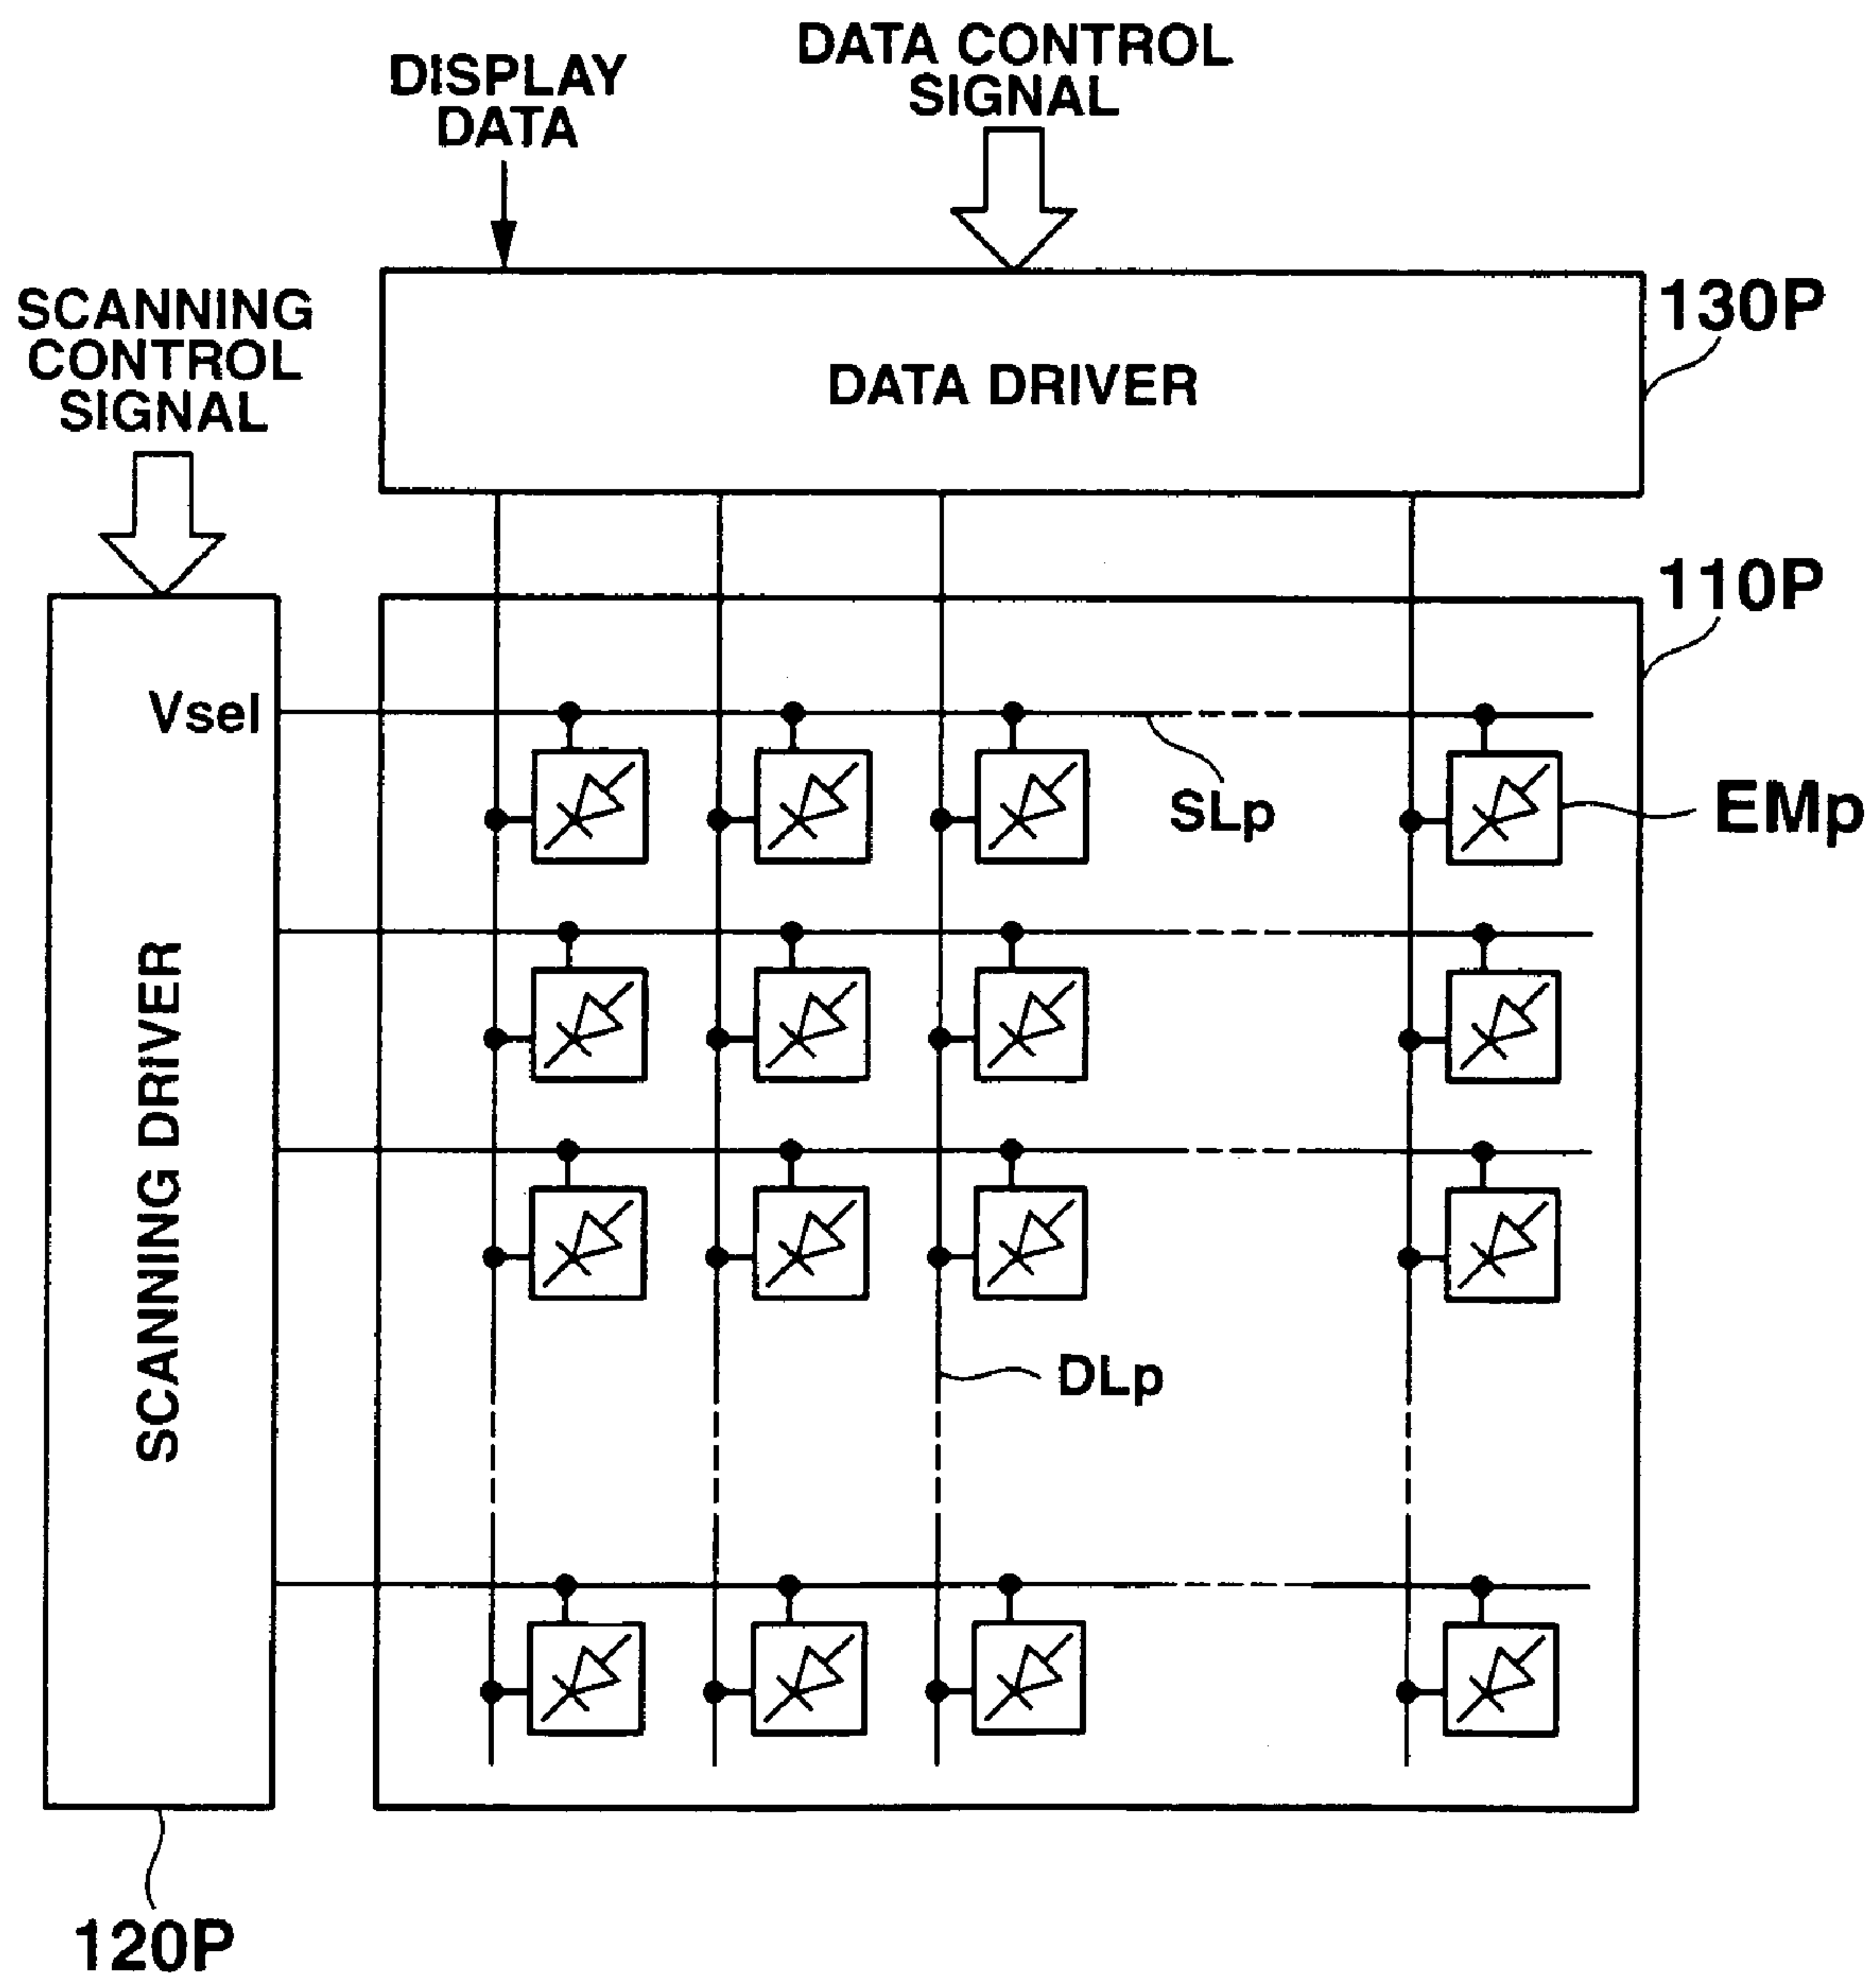 DATA CONTROL
SIGNAL
DISPLAY
DATA
SCANNING
CONTROL
SIGNAL
130P
DATA DRIVER
110P
Vsel
SLp
EMp
SCANNING DRIVER
DLp
120P